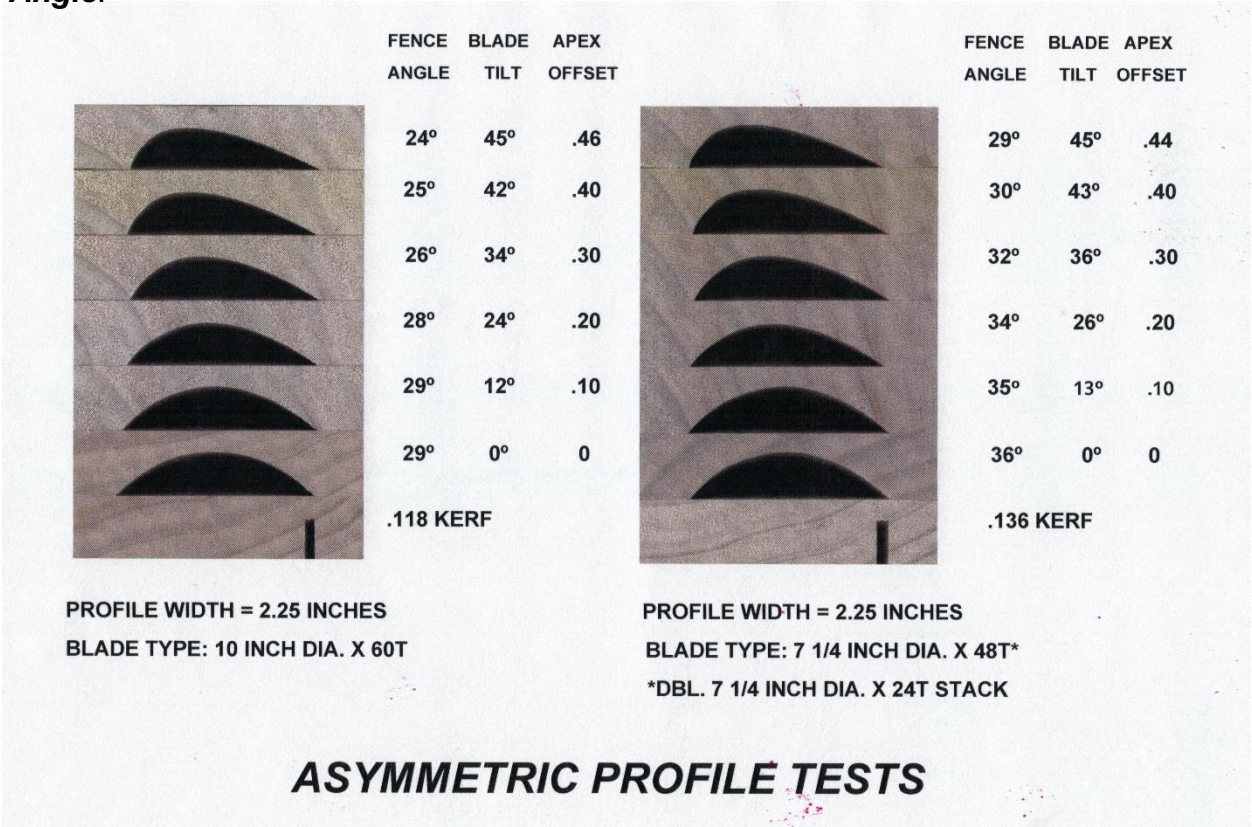 Angle.
FENCE BLADE APEX
ANGLE TILT OFFSET
24º 45º .46
25º 42º .40
26º 34º .30
28º 24º .20
29º 12º .10
29º 0º 0
.118 KERF
PROFILE WIDTH = 2.25 INCHES
BLADE TYPE: 10 INCH DIA. X 60T
FENCE BLADE APEX
ANGLE TILT OFFSET
29º 45º .44
30º 43º .40
32º 36º .30
34º 26º .20
35º 13º .10
36º 0º 0
.136 KERF
PROFILE WIDTH = 2.25 INCHES
BLADE TYPE: 7 1/4 INCH DIA. X 48T*
*DBL. 7 1/4 INCH DIA. X 24T STACK
ASYMMETRIC PROFILE TESTS